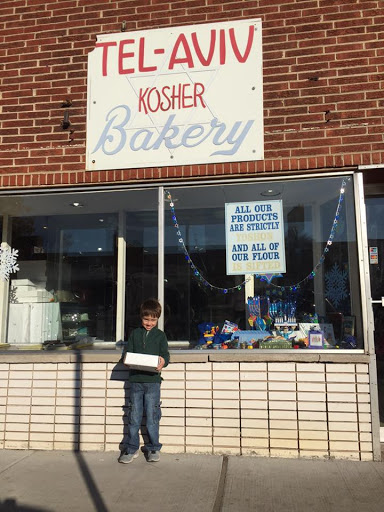 TEL-AVIV
KOSHER
Bakery
ALL OUR
PRODUCTS
ARE STRICTLY
KOSHER
AND ALL OF
OUR FLOUR
IS SIFTED